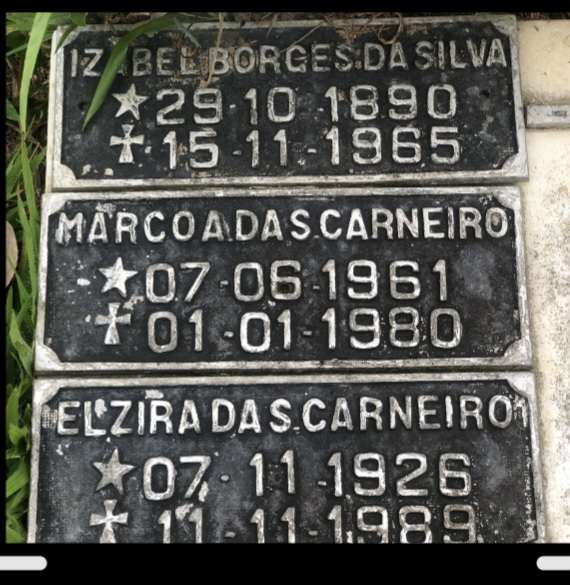 IZABEL BORGES.DA SILVA
★ 29-10-1890
✝ 15-11-1965
MARCO A.DA S.CARNEIRO
★ 07-06-1961
✝ 01-01-1980
ELZIRA DA S.CARNEIRO
★ 07-11-1926
✝ 11-11-1989